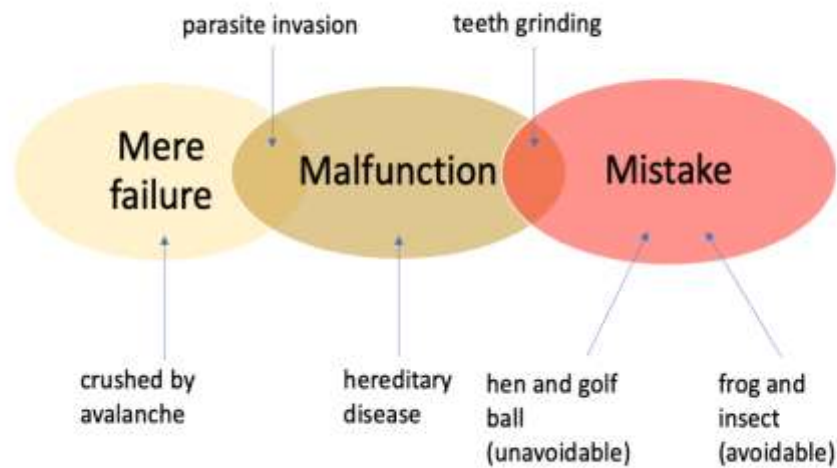 parasite invasion
teeth grinding
Mere
failure
Malfunction
Mistake
crushed by
avalanche
hereditary
disease
hen and golf
ball
(unavoidable)
frog and
insect
(avoidable)